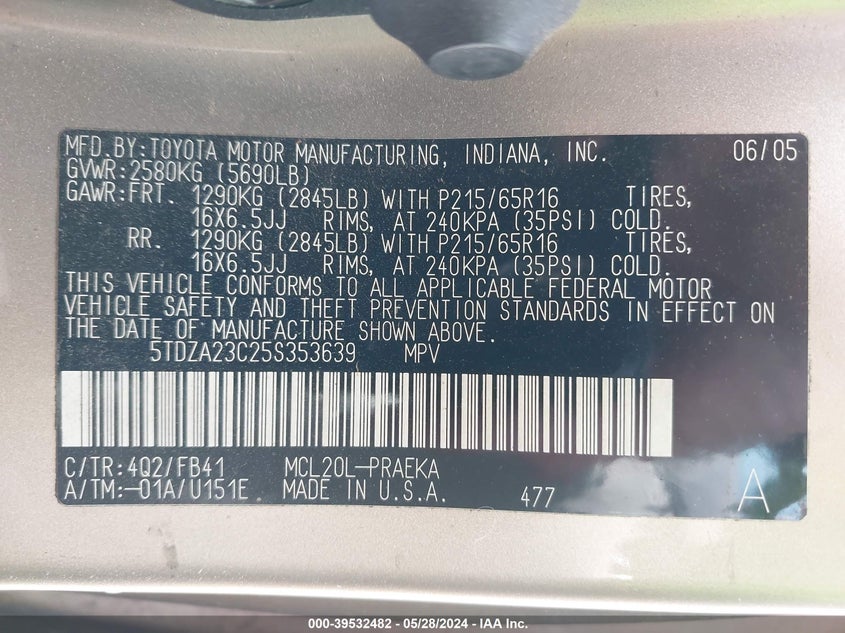 MFD.BY:TOYOTA MOTOR MANUFACTURING, INDIANA, INC. 06/05
GVWR:2580KG (5690LB)
GAWR:FRT. 1290KG (2845LB) WITH P215/65R16 TIRES,
16X6.5JJ RIMS, AT 240KPA (35PSI) COLD.
RR. 1290KG (2845LB) WITH P215/65R16 TIRES,
16X6.5JJ RIMS, AT 240KPA (35PSI) COLD.
THIS VEHICLE CONFORMS TO ALL APPLICABLE FEDERAL MOTOR
VEHICLE SAFETY AND THEFT PREVENTION STANDARDS IN EFFECT ON
THE DATE OF MANUFACTURE SHOWN ABOVE.
5TDZA23C25S353639 MPV
C/TR:4Q2/FB41 MCL20L-PRAEKA
A/TM:-01A/U151E MADE IN U.S.A. 477 A
000-39532482 - 05/28/2024 - IAA Inc.